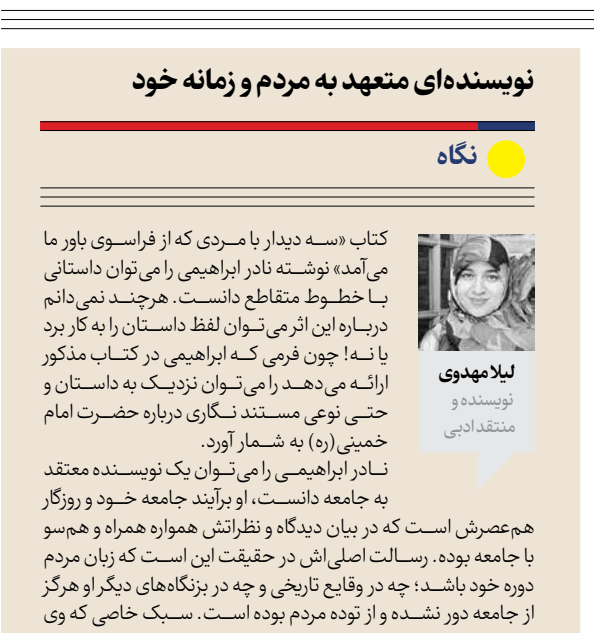 نویسنده‌ای متعهد به مردم و زمانه خود
نگاه
لیلا مهدوی
نویسنده و
منتقد ادبی
کتاب «سه دیدار با مردی که از فراسوی باور ما
می‌آمد» نوشته نادر ابراهیمی را می‌توان داستانی
با خطوط متقاطع دانست. هرچند نمی‌دانم
درباره این اثر می‌توان لفظ داستان را به کار برد
یا نه! چون فرمی که ابراهیمی در کتاب مذکور
ارائه می‌دهد را می‌توان نزدیک به داستان و
حتی نوعی مستند نگاری درباره حضرت امام
خمینی(ره) به شمار آورد.
نادر ابراهیمی را می‌توان یک نویسنده معتقد
به جامعه دانست، او برآیند جامعه خود و روزگار
هم‌عصرش است که در بیان دیدگاه و نظراتش همواره همراه و هم‌سو
با جامعه بوده. رسالت اصلی‌اش در حقیقت این است که زبان مردم
دوره خود باشد؛ چه در وقایع تاریخی و چه در بزنگاه‌های دیگر او هرگز
از جامعه دور نشده و از توده مردم بوده است. سبک خاصی که وی